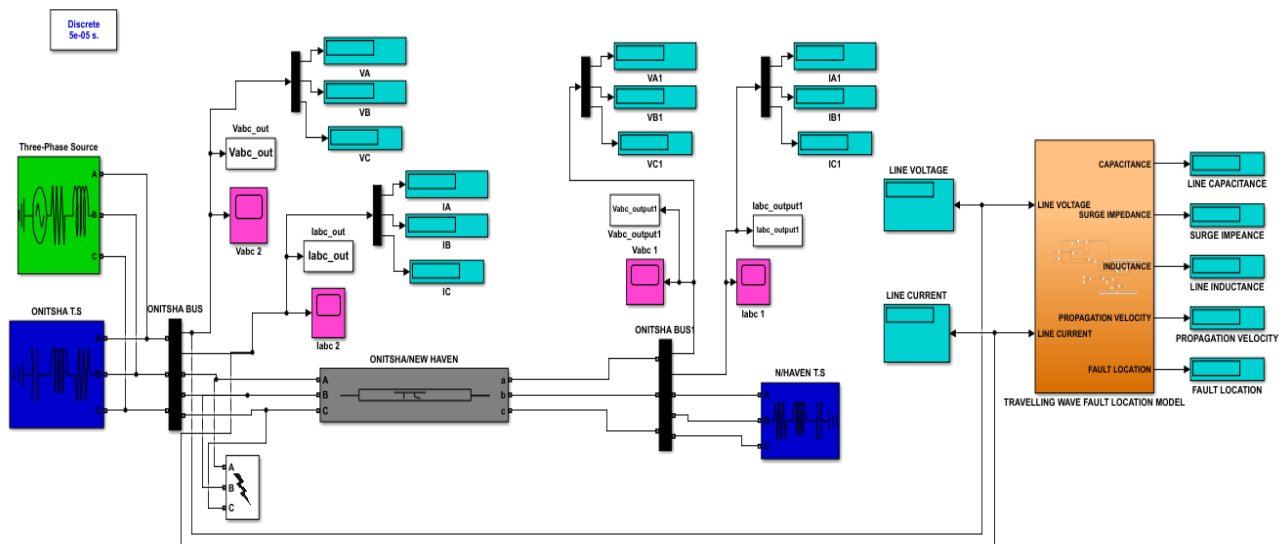 Discrete
5e-05 s.
VA
VB
VC
Vabc_out
Vabc_out
Vabc 2
IA
IB
IC
Iabc_out
Iabc_out
Iabc 2
Three-Phase Source
A
B
C
ONITSHA T.S
A
B
C
ONITSHA BUS
A
B
C
ONITSHA/NEW HAVEN
A
B
C
a
b
c
VA1
VB1
VC1
IA1
IB1
IC1
Vabc_output1
Vabc_output1
Vabc 1
Iabc_output1
Iabc_output1
Iabc 1
ONITSHA BUS1
N/HAVEN T.S
A
B
C
LINE VOLTAGE
LINE CURRENT
LINE VOLTAGE
LINE CURRENT
CAPACITANCE
SURGE IMPEDANCE
INDUCTANCE
PROPAGATION VELOCITY
FAULT LOCATION
TRAVELLING WAVE FAULT LOCATION MODEL
LINE CAPACITANCE
SURGE IMPEANCE
LINE INDUCTANCE
PROPAGATION VELOCITY
FAULT LOCATION